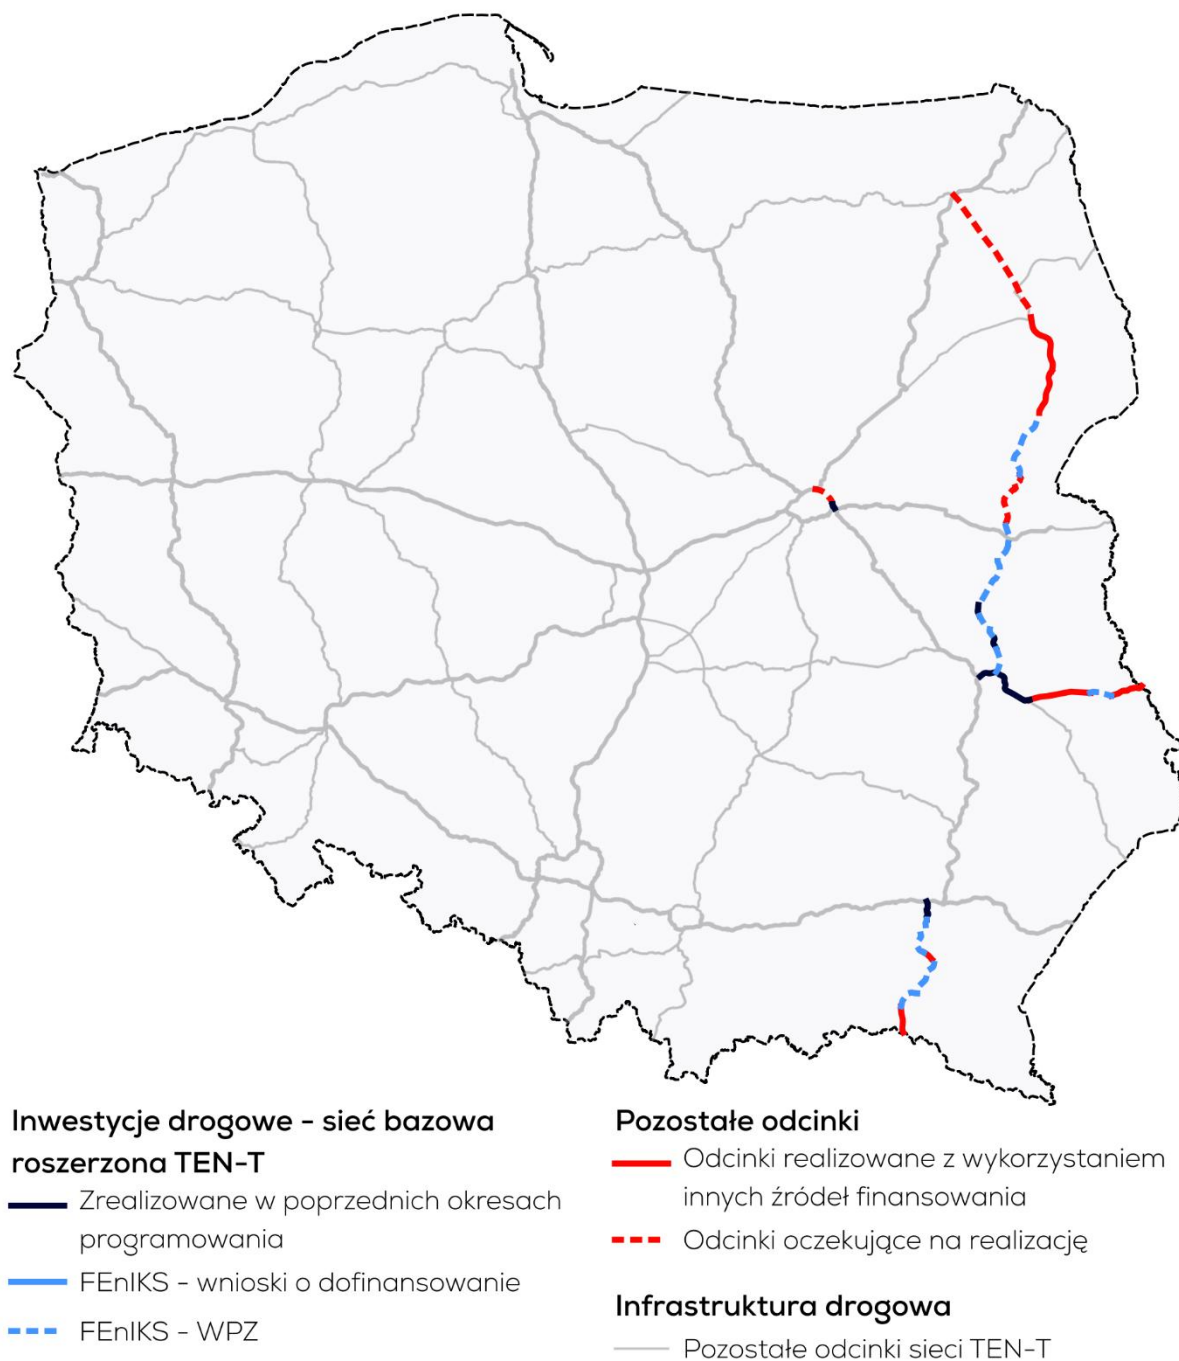 Inwestycje drogowe - sieć bazowa
roszerzona TEN-T
Zrealizowane w poprzednich okresach
programowania
FEnIKS - wnioski o dofinansowanie
FEnIKS - WPZ
Pozostałe odcinki
Odcinki realizowane z wykorzystaniem
innych źródeł finansowania
Odcinki oczekujące na realizację
Infrastruktura drogowa
Pozostałe odcinki sieci TEN-T